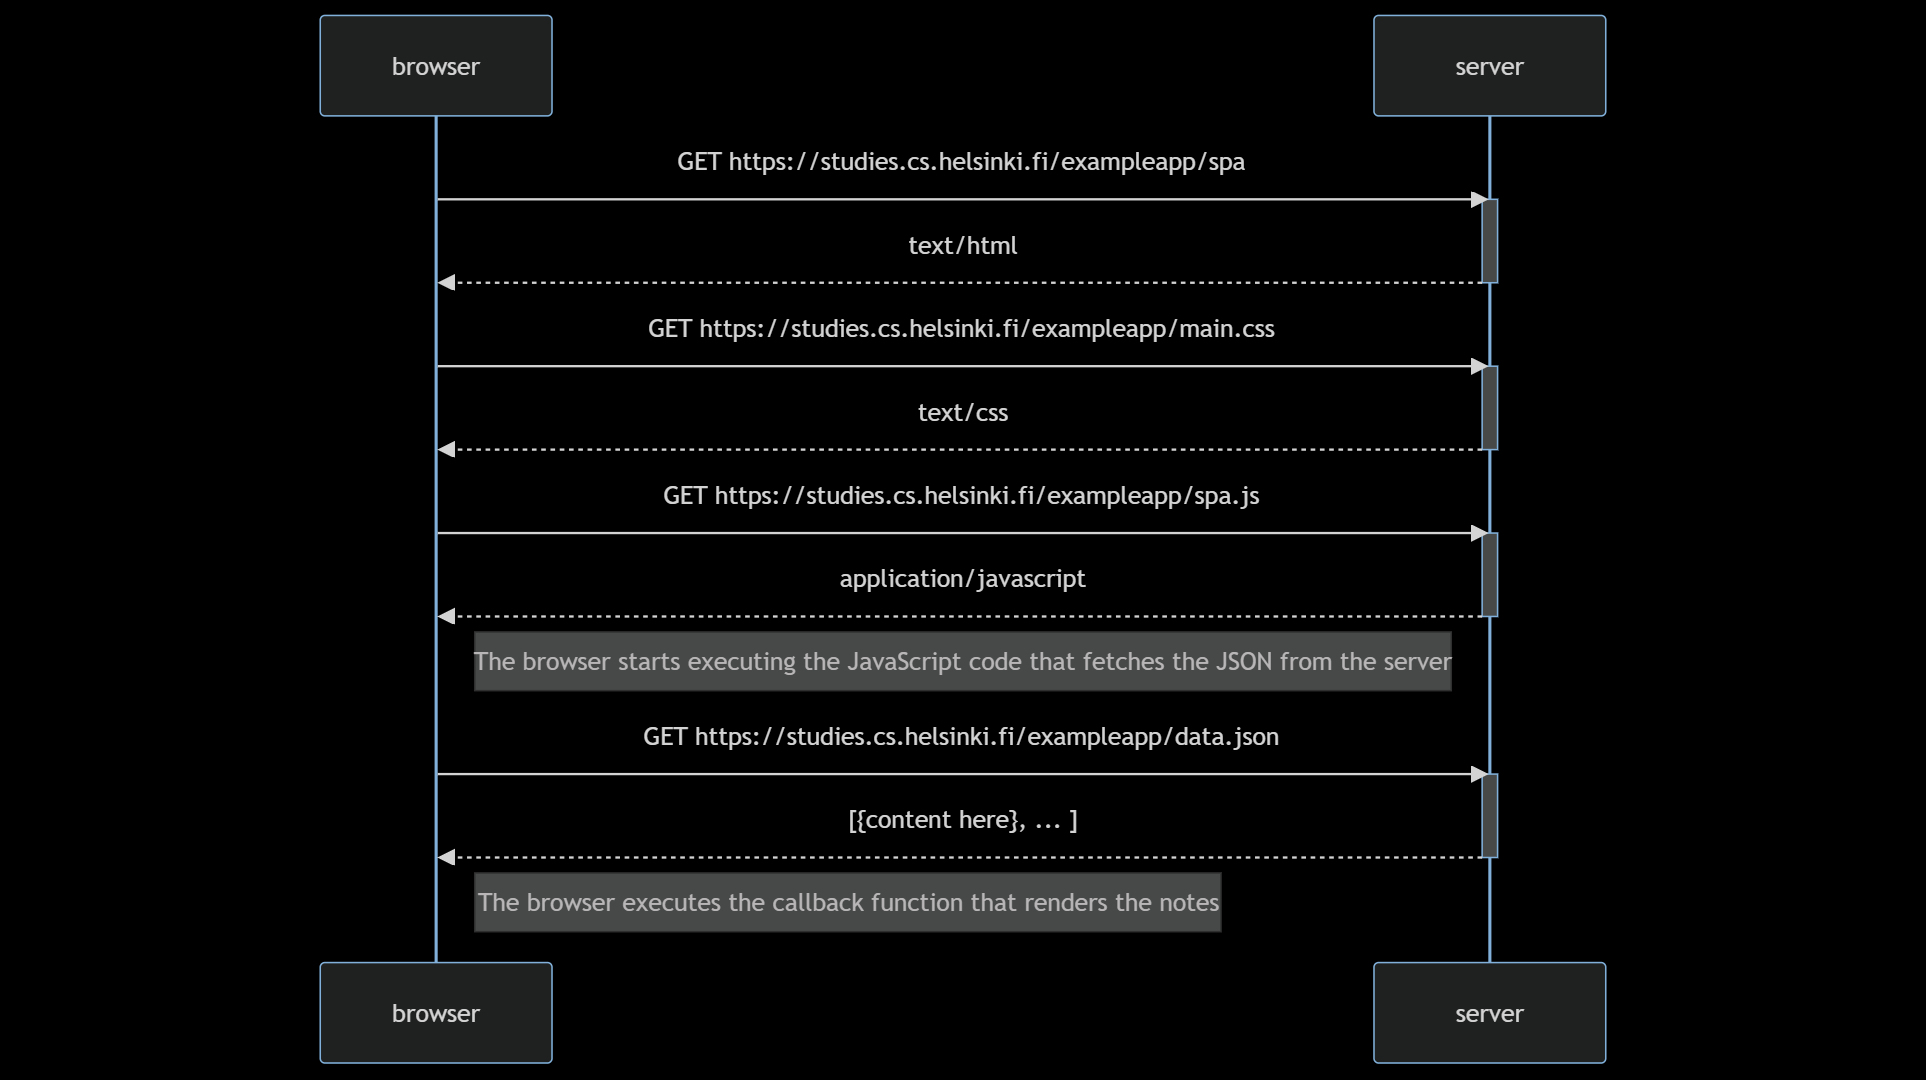 browser
server
GET https://studies.cs.helsinki.fi/exampleapp/spa
text/html
GET https://studies.cs.helsinki.fi/exampleapp/main.css
text/css
GET https://studies.cs.helsinki.fi/exampleapp/spa.js
application/javascript
The browser starts executing the JavaScript code that fetches the JSON from the server
GET https://studies.cs.helsinki.fi/exampleapp/data.json
[{content here}, ... ]
The browser executes the callback function that renders the notes
browser
server